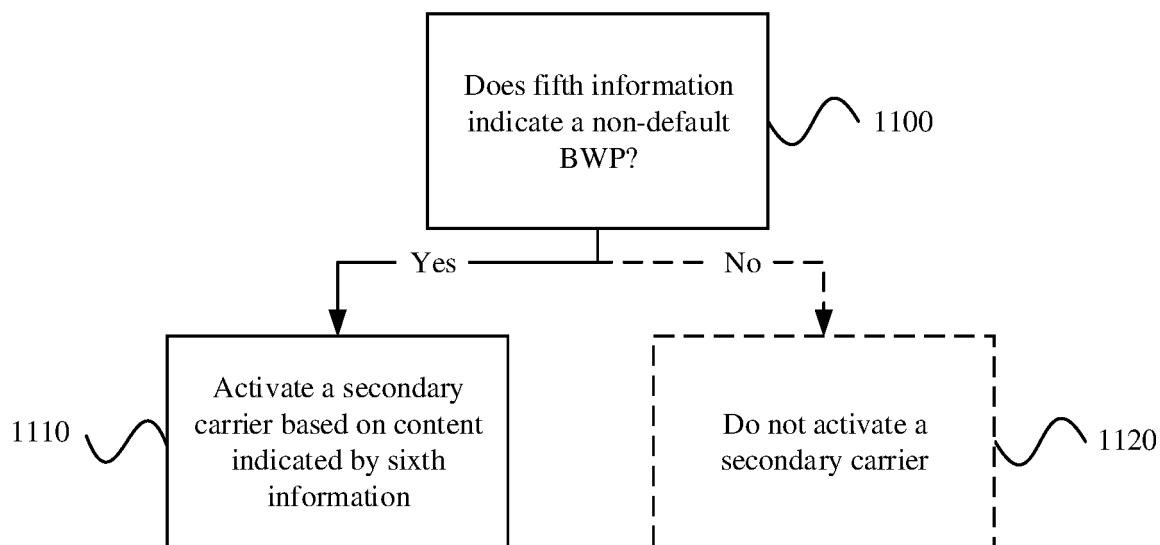 Does fifth information
indicate a non-default
BWP?
1100
Yes
No
Activate a secondary
carrier based on content
indicated by sixth
information
1110
Do not activate a
secondary carrier
1120